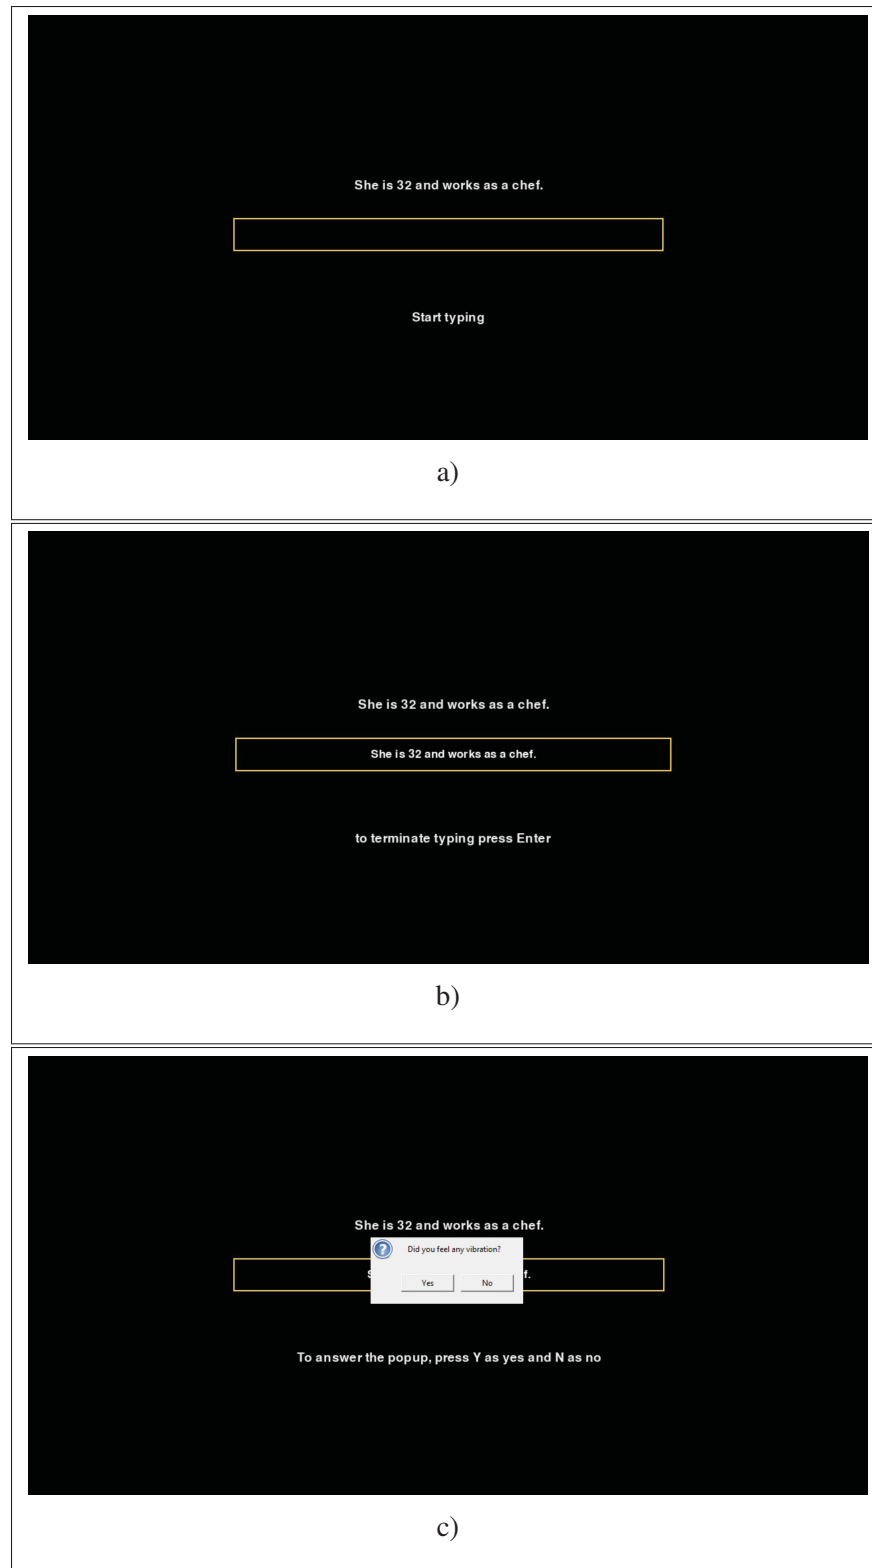 She is 32 and works as a chef.
Start typing
a)
She is 32 and works as a chef.
She is 32 and works as a chef.
to terminate typing press Enter
b)
She is 32 and works as a chef.
Did you feel any vibration?
S f.
Yes No
To answer the popup, press Y as yes and N as no
c)